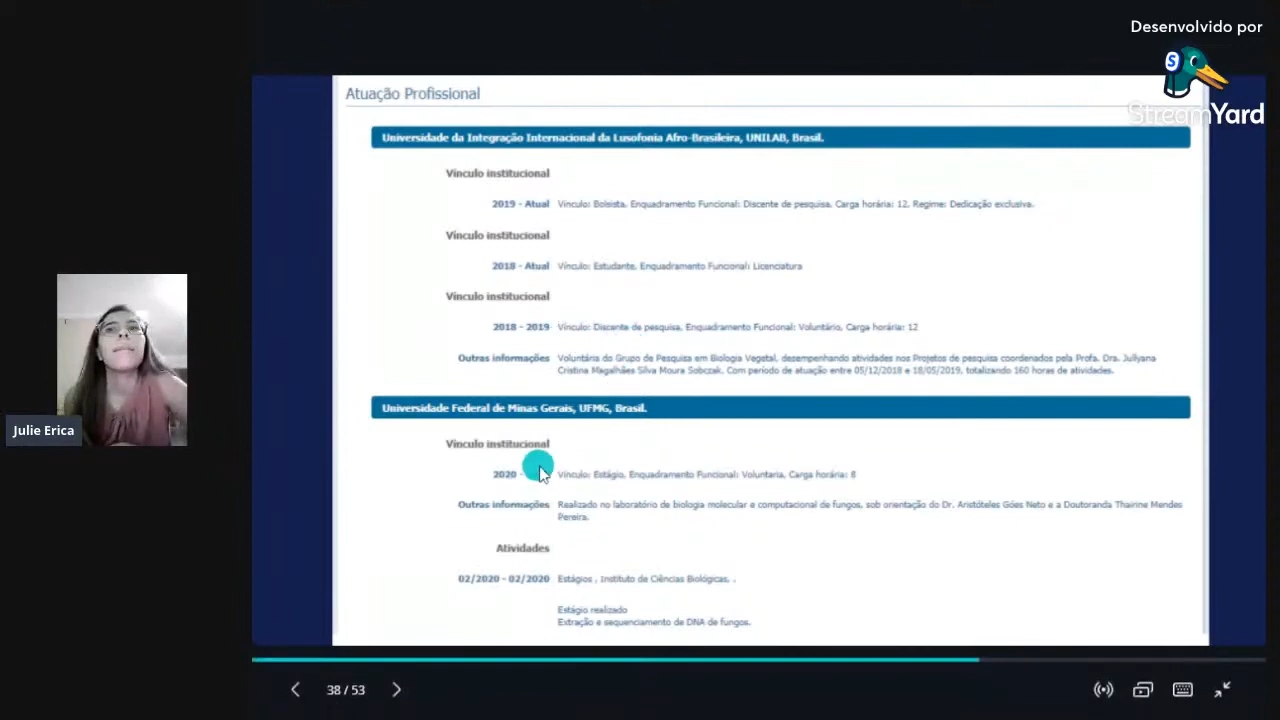 Desenvolvido por
StreamYard
Atuação Profissional
Universidade da Integração Internacional da Lusofonia Afro-Brasileira, UNILAB, Brasil.
Vínculo institucional
2019 - Atual Vínculo: Bolsista, Enquadramento Funcional: Discente de pesquisa, Carga horária: 12, Regime: Dedicação exclusiva.
Vínculo institucional
2018 - Atual Vínculo: Estudante, Enquadramento Funcional: Licenciatura
Vínculo institucional
2018 - 2019 Vínculo: Discente de pesquisa, Enquadramento Funcional: Voluntário, Carga horária: 12
Outras informações Voluntária do Grupo de Pesquisa em Biologia Vegetal, desempenhando atividades nos Projetos de pesquisa coordenados pela Profa. Dra. Jullyana
Cristina Magalhães Silva Moura Sobczak. Com período de atuação entre 05/12/2018 e 18/05/2019, totalizando 160 horas de atividades.
Universidade Federal de Minas Gerais, UFMG, Brasil.
Vínculo institucional
2020 - Vínculo: Estágio, Enquadramento Funcional: Voluntaria, Carga horária: 8
Outras informações Realizado no laboratório de biologia molecular e computacional de fungos, sob orientação do Dr. Aristóteles Góes Neto e a Doutoranda Thairine Mendes
Pereira.
Atividades
02/2020 - 02/2020 Estágios , Instituto de Ciências Biológicas, .
Estágio realizado
Extração e sequenciamento de DNA de fungos.
Julie Erica
38 / 53